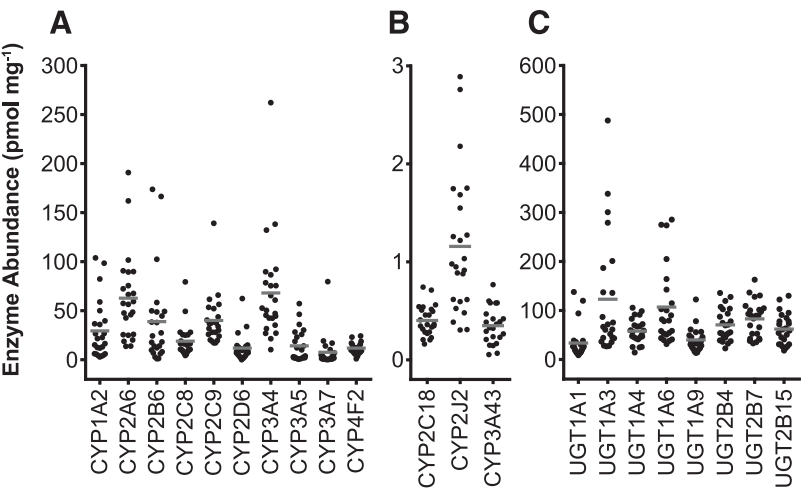 A
B
C
Enzyme Abundance (pmol mg-1)
300
250
200
150
100
50
0
CYP1A2
CYP2A6
CYP2B6
CYP2C8
CYP2C9
CYP2D6
CYP3A4
CYP3A5
CYP3A7
CYP4F2
3
2
1
0
CYP2C18
CYP2J2
CYP3A43
600
500
400
300
200
100
0
UGT1A1
UGT1A3
UGT1A4
UGT1A6
UGT1A9
UGT2B4
UGT2B7
UGT2B15